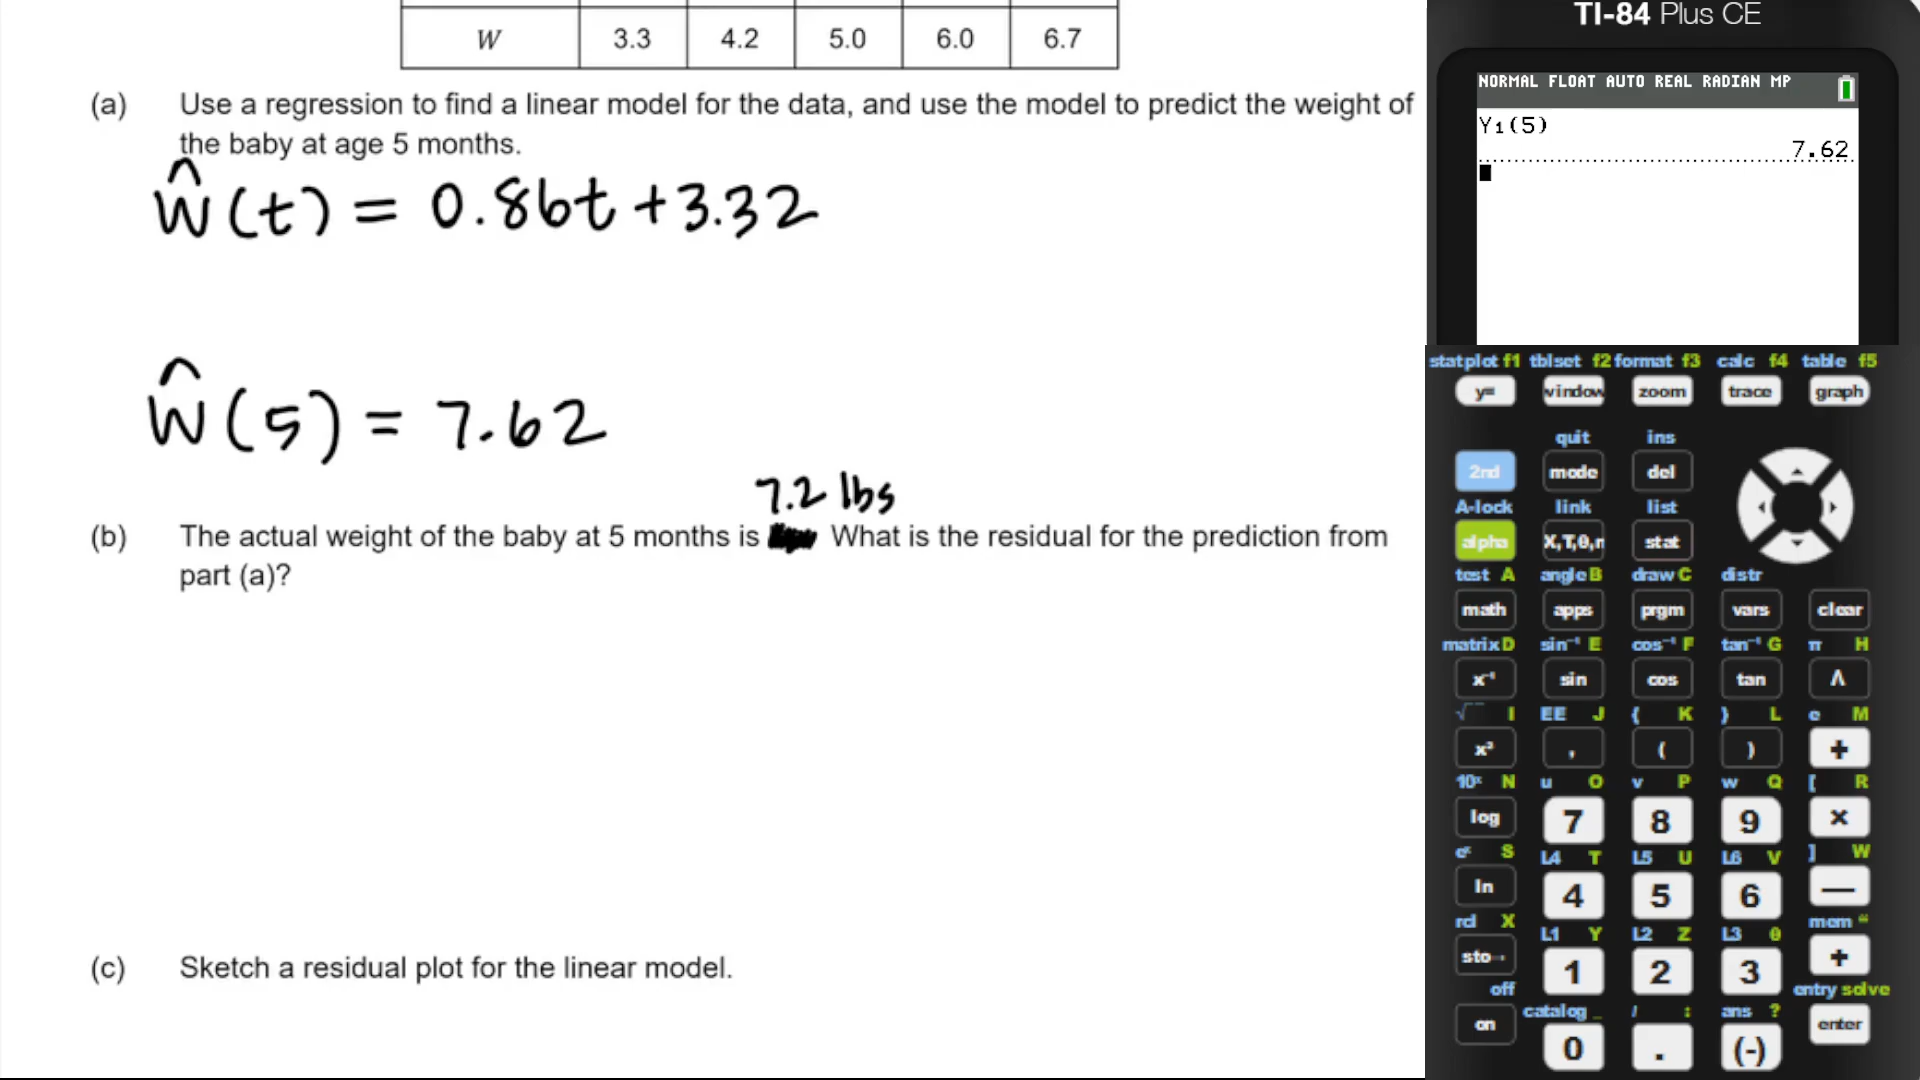 W 3.3 4.2 5.0 6.0 6.7
(a) Use a regression to find a linear model for the data, and use the model to predict the weight of
the baby at age 5 months.
Ŵ(t) = 0.86t + 3.32
Ŵ(5) = 7.62
7.2 lbs
(b) The actual weight of the baby at 5 months is What is the residual for the prediction from
part (a)?
(c) Sketch a residual plot for the linear model.
TI-84 Plus CE
NORMAL FLOAT AUTO REAL RADIAN MP
Y₁(5)
7.62
statplot f1 tblset f2 format f3 calc f4 table f5
y= window zoom trace graph
quit ins
2nd mode del
A-lock link list
alpha X,T,θ,n stat
test A angle B draw C distr
math apps prgm vars clear
matrix D sin⁻¹ E cos⁻¹ F tan⁻¹ G π H
x⁻¹ sin cos tan ^
√ I EE J { K } L e M
x² , ( ) ÷
10ˣ N u O v P w Q [ R
log 7 8 9 ×
eˣ S L4 T L5 U L6 V ] W
ln 4 5 6 —
rcl X L1 Y L2 Z L3 θ mem "
sto→ 1 2 3 +
off catalog _ i : ans ? entry solve
on 0 . (-) enter